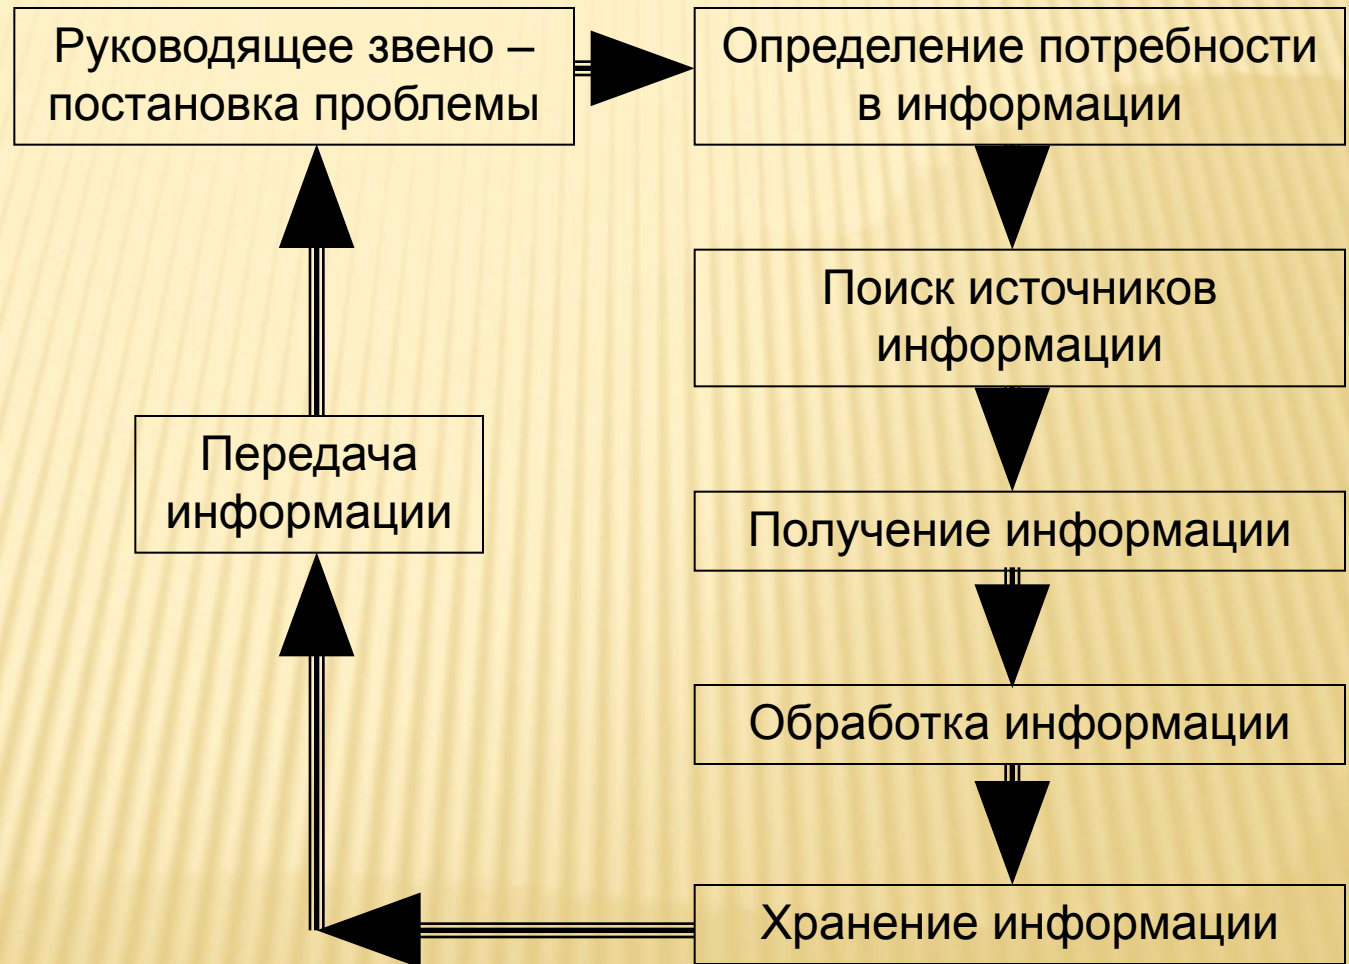 Руководящее звено –
постановка проблемы
Определение потребности
в информации
Поиск источников
информации
Получение информации
Обработка информации
Хранение информации
Передача
информации